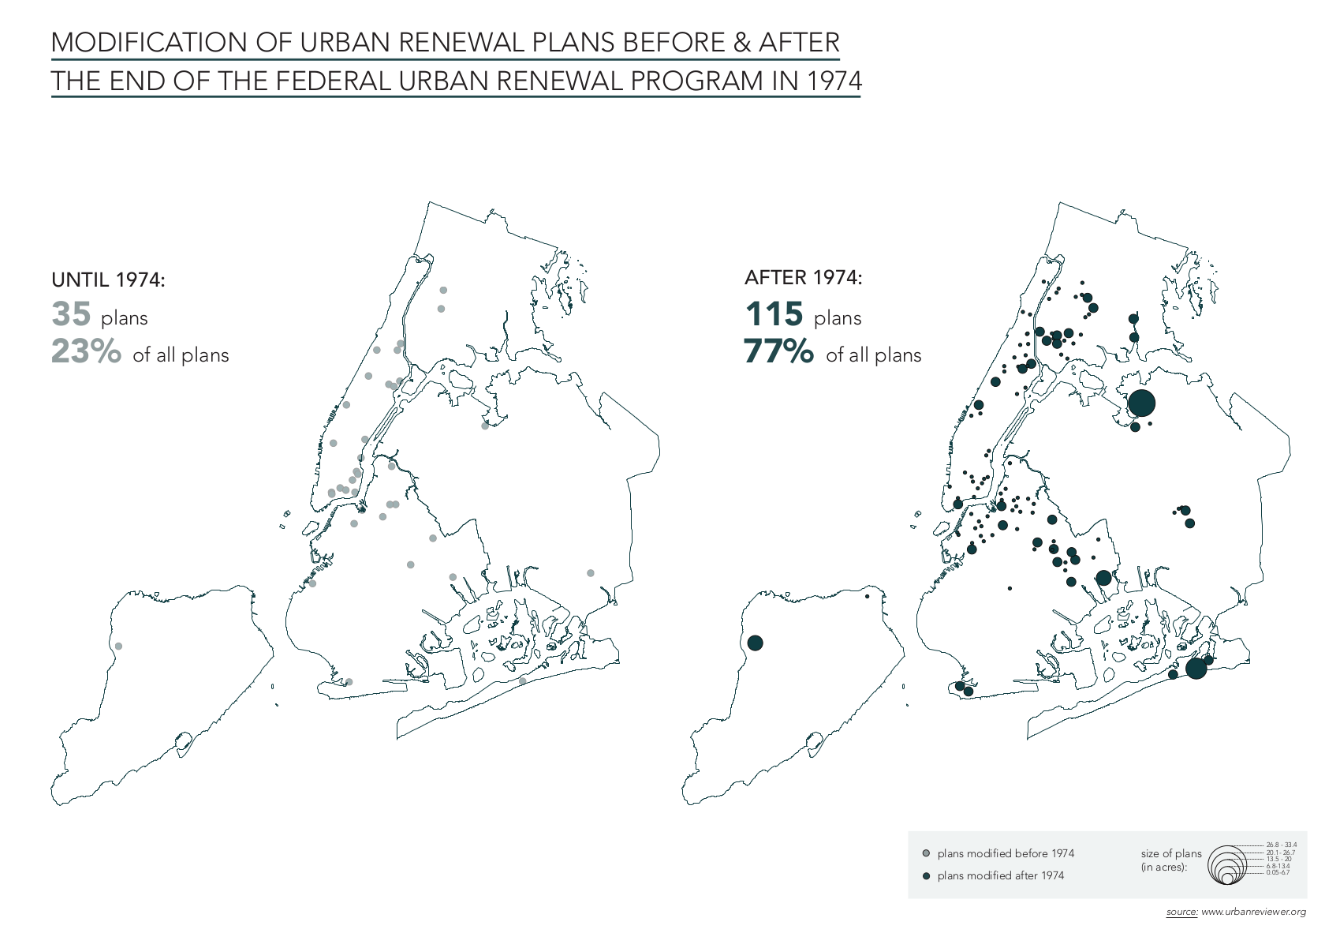 MODIFICATION OF URBAN RENEWAL PLANS BEFORE & AFTER
THE END OF THE FEDERAL URBAN RENEWAL PROGRAM IN 1974
UNTIL 1974:
35 plans
23% of all plans
AFTER 1974:
115 plans
77% of all plans
plans modified before 1974
plans modified after 1974
size of plans
(in acres):
26.8 - 33.4
20.1- 26.7
13.5 - 20
6.8-13.4
0.05-6.7
source: www.urbanreviewer.org